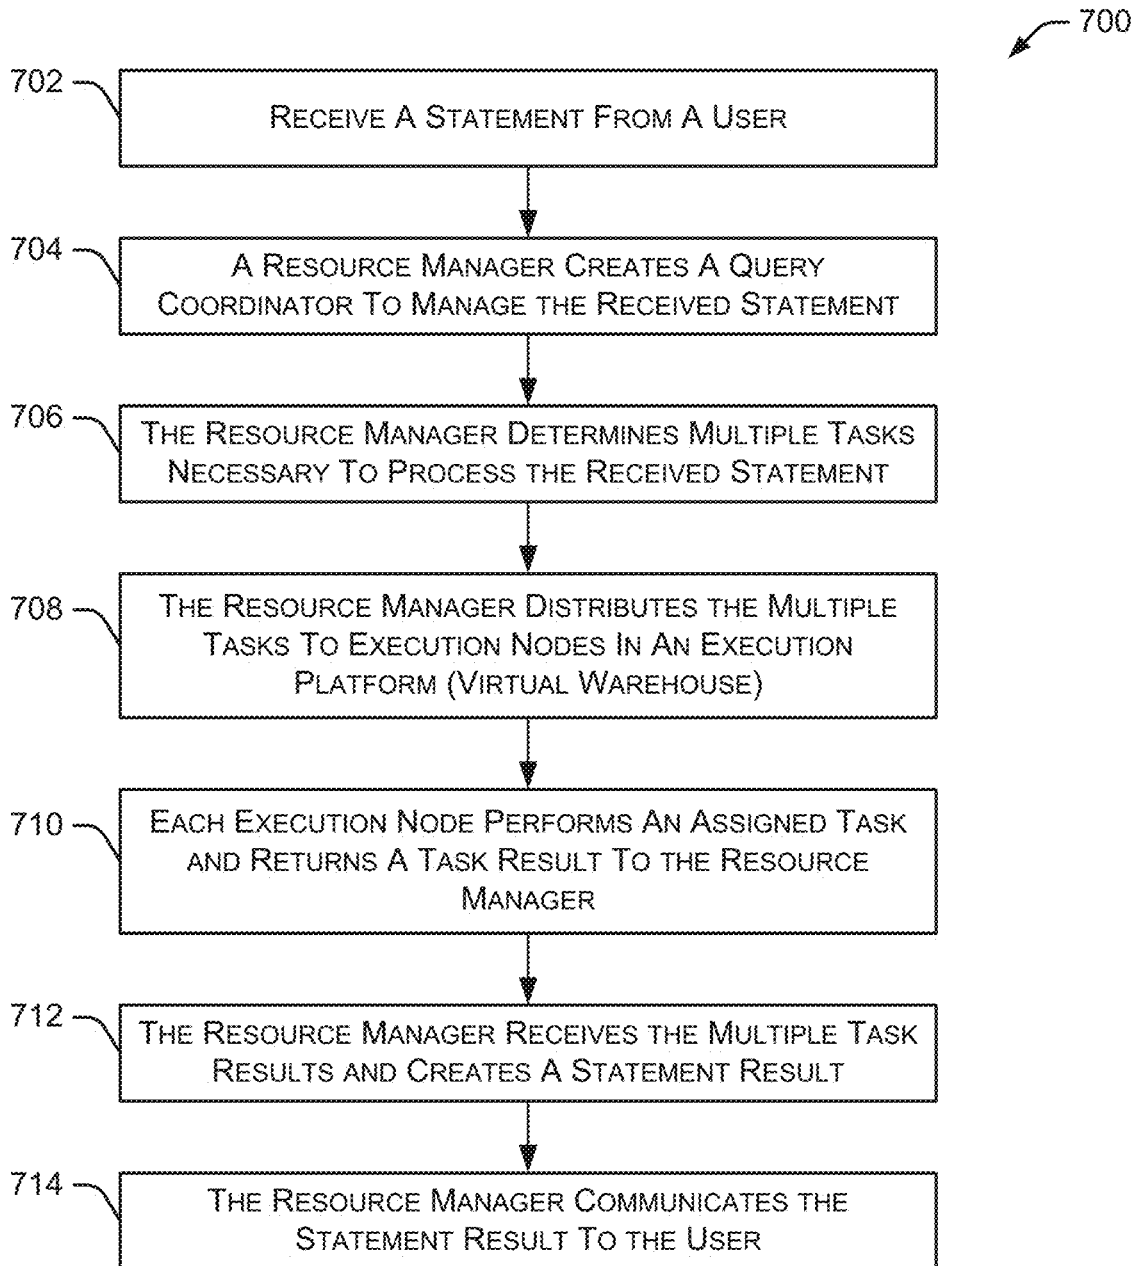 700
702
RECEIVE A STATEMENT FROM A USER
704
A RESOURCE MANAGER CREATES A QUERY
COORDINATOR TO MANAGE THE RECEIVED STATEMENT
706
THE RESOURCE MANAGER DETERMINES MULTIPLE TASKS
NECESSARY TO PROCESS THE RECEIVED STATEMENT
708
THE RESOURCE MANAGER DISTRIBUTES THE MULTIPLE
TASKS TO EXECUTION NODES IN AN EXECUTION
PLATFORM (VIRTUAL WAREHOUSE)
710
EACH EXECUTION NODE PERFORMS AN ASSIGNED TASK
AND RETURNS A TASK RESULT TO THE RESOURCE
MANAGER
712
THE RESOURCE MANAGER RECEIVES THE MULTIPLE TASK
RESULTS AND CREATES A STATEMENT RESULT
714
THE RESOURCE MANAGER COMMUNICATES THE
STATEMENT RESULT TO THE USER